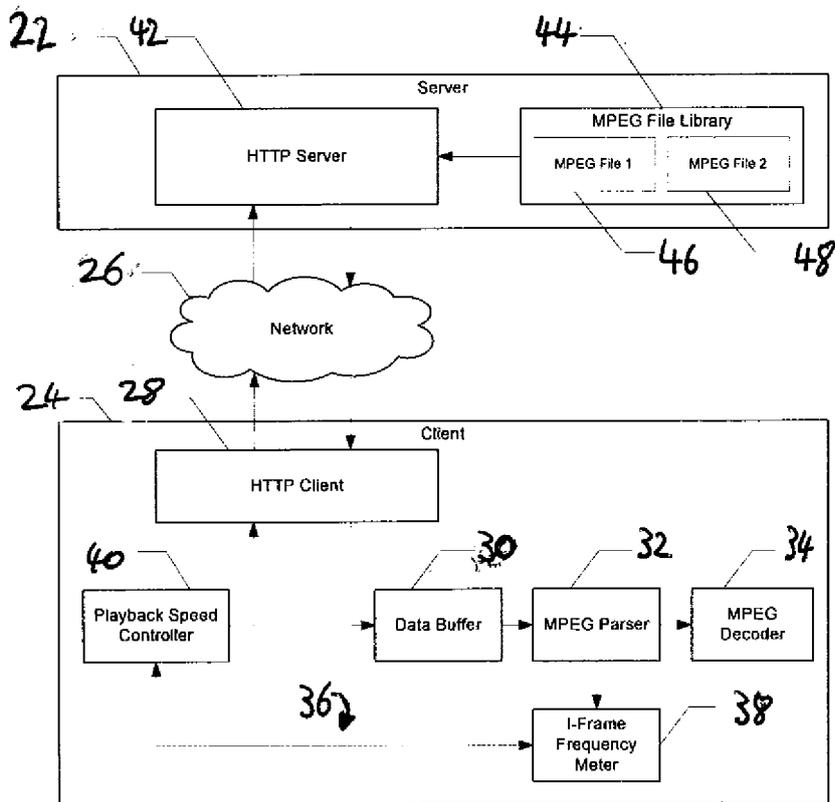 22 42 44
Server
HTTP Server
MPEG File Library
MPEG File 1 MPEG File 2
26 46 48
Network
24 28
Client
HTTP Client
40 30 32 34
Playback Speed
Controller
Data Buffer
MPEG Parser
MPEG
Decoder
36 38
I-Frame
Frequency
Meter